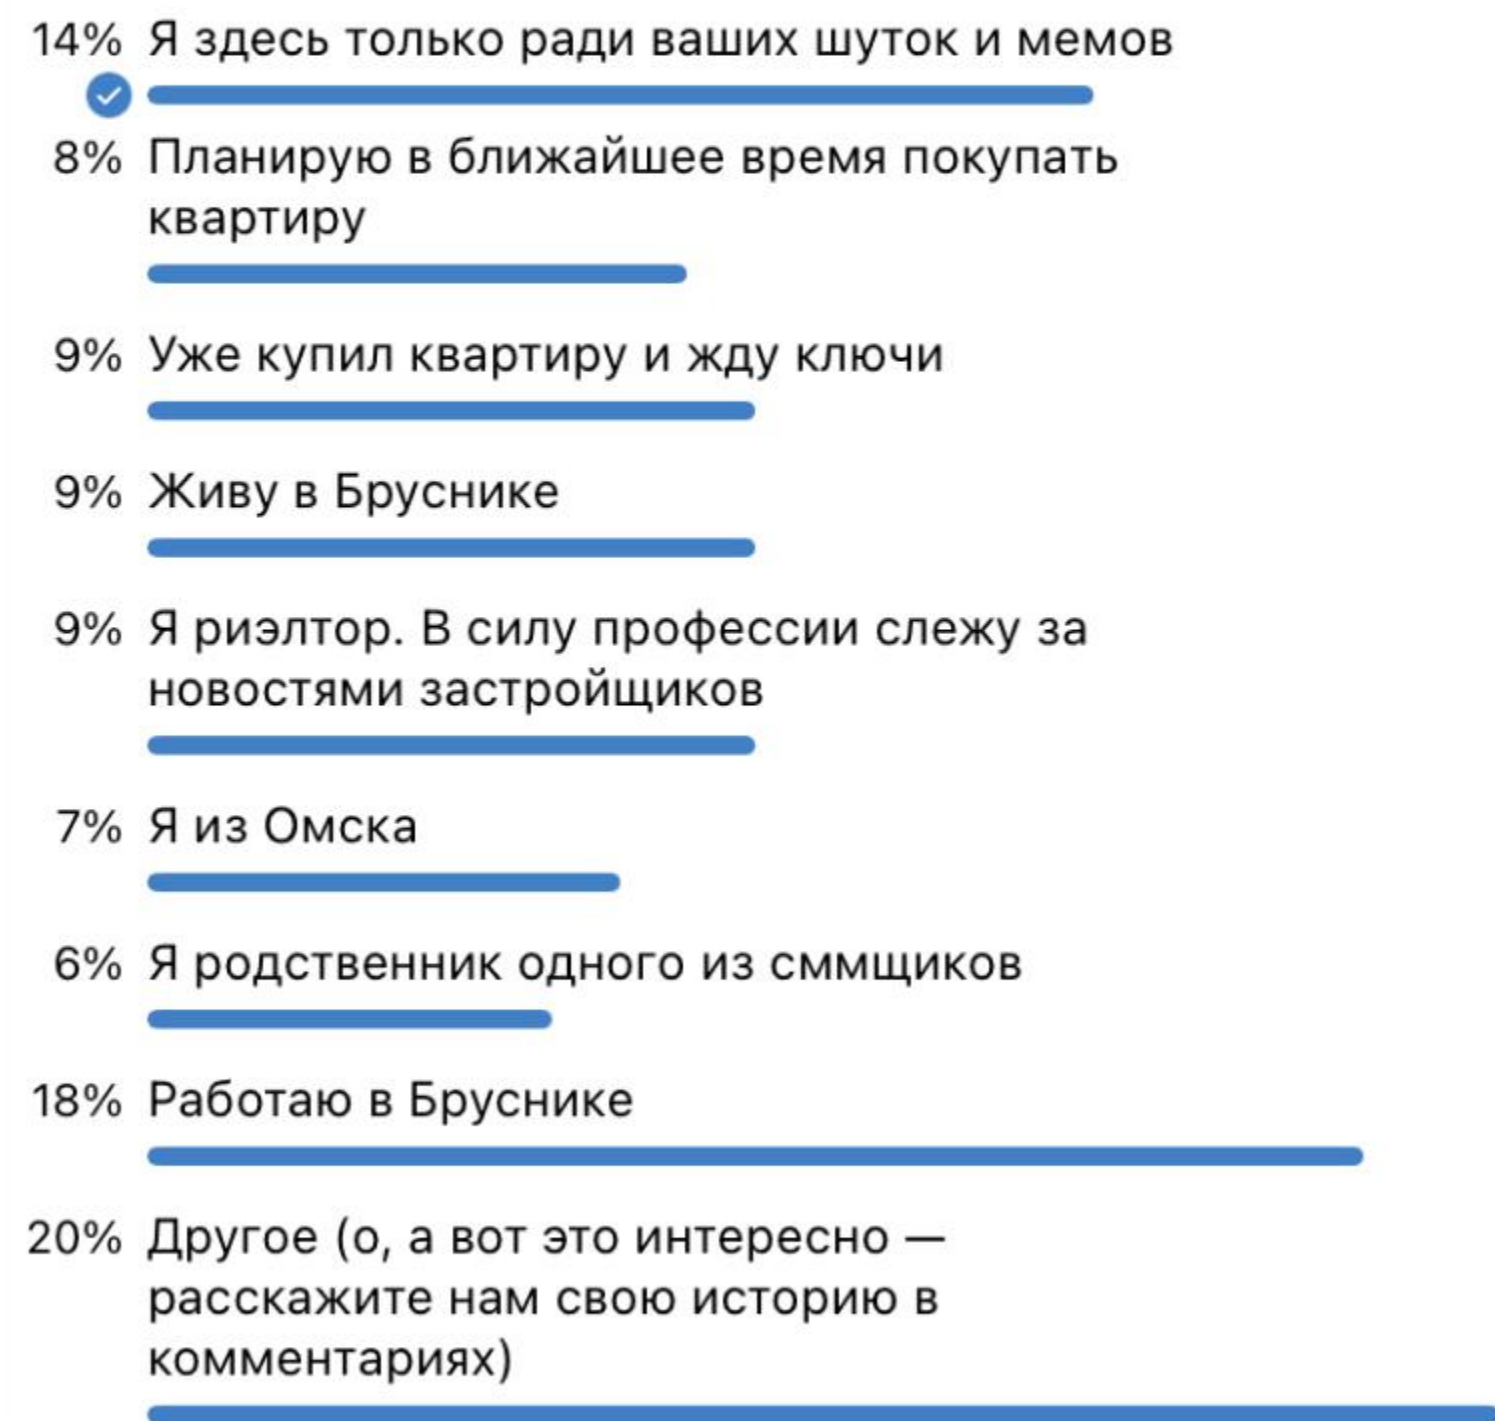 14% Я здесь только ради ваших шуток и мемов
8% Планирую в ближайшее время покупать
квартиру
9% Уже купил квартиру и жду ключи
9% Живу в Бруснике
9% Я риэлтор. В силу профессии слежу за
новостями застройщиков
7% Я из Омска
6% Я родственник одного из сммщиков
18% Работаю в Бруснике
20% Другое (о, а вот это интересно —
расскажите нам свою историю в
комментариях)